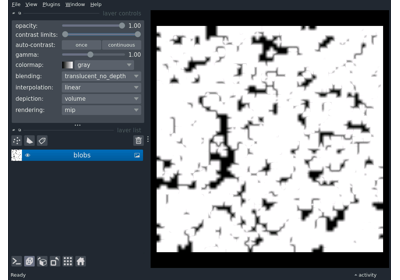 File View Plugins Window Help
layer controls
opacity: 1.00
contrast limits:
auto-contrast: once continuous
gamma: 1.00
colormap: gray
blending: translucent_no_depth
interpolation: linear
depiction: volume
rendering: mip
layer list
blobs
Ready activity